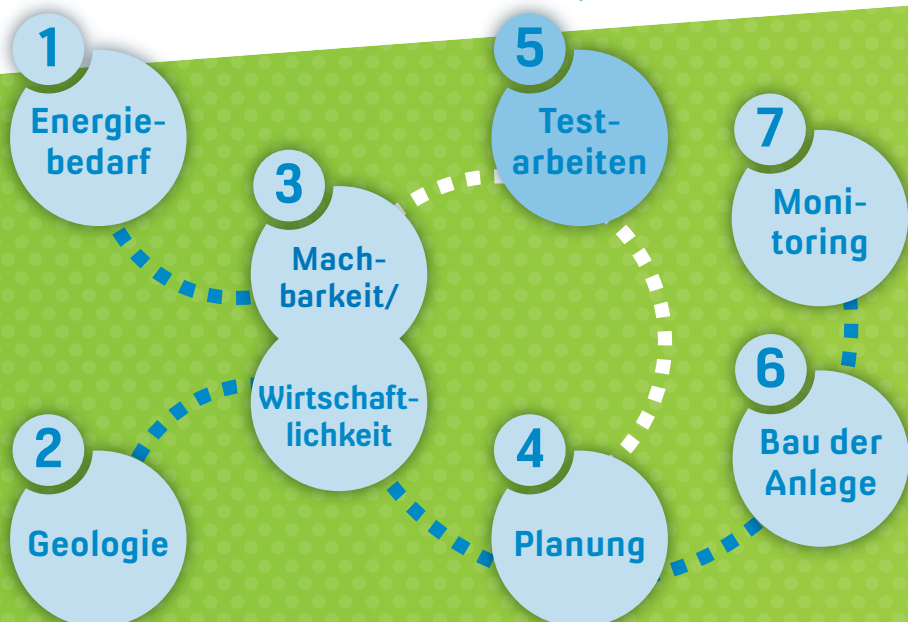 1
Energie-
bedarf
2
Geologie
3
Mach-
barkeit/
Wirtschaft-
lichkeit
4
Planung
5
Test-
arbeiten
6
Bau der
Anlage
7
Moni-
toring